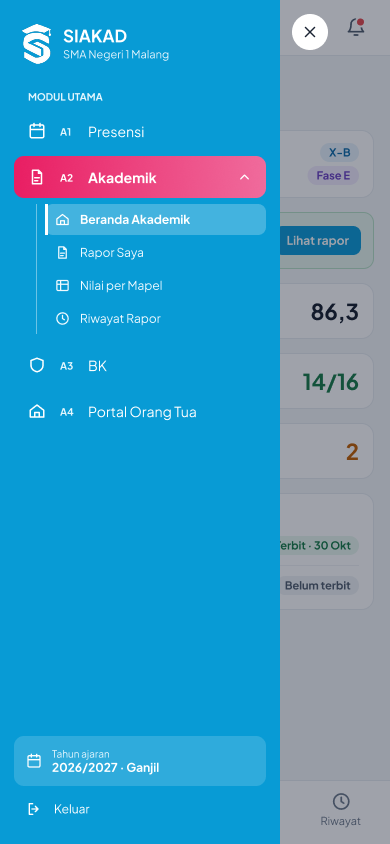 SIAKAD
SMA Negeri 1 Malang
MODUL UTAMA
A1 Presensi
A2 Akademik
Beranda Akademik
Rapor Saya
Nilai per Mapel
Riwayat Rapor
A3 BK
A4 Portal Orang Tua
Tahun ajaran
2026/2027 · Ganjil
Keluar
X-B
Fase E
Lihat rapor
86,3
14/16
2
Terbit · 30 Okt
Belum terbit
Riwayat